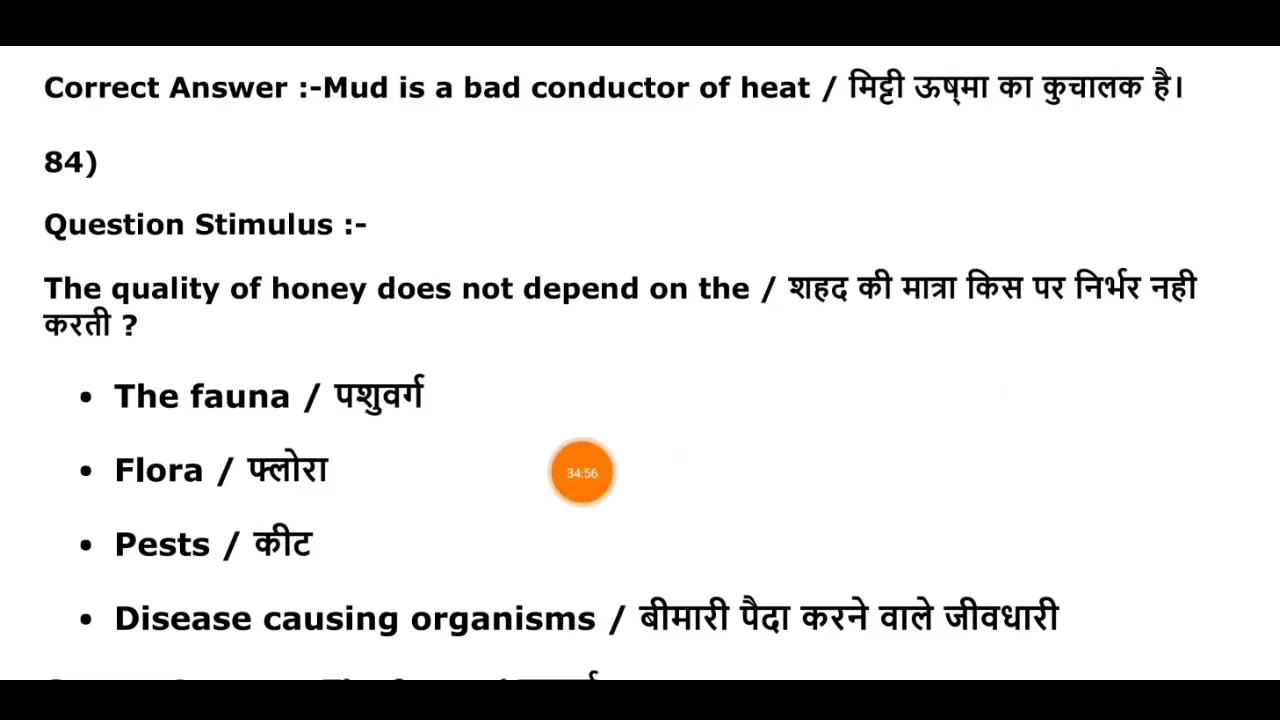 Correct Answer :-Mud is a bad conductor of heat / मिट्टी ऊष्मा का कुचालक है।
84)
Question Stimulus :-
The quality of honey does not depend on the / शहद की मात्रा किस पर निर्भर नही
करती ?
• The fauna / पशुवर्ग
• Flora / फ्लोरा
34:56
• Pests / कीट
• Disease causing organisms / बीमारी पैदा करने वाले जीवधारी